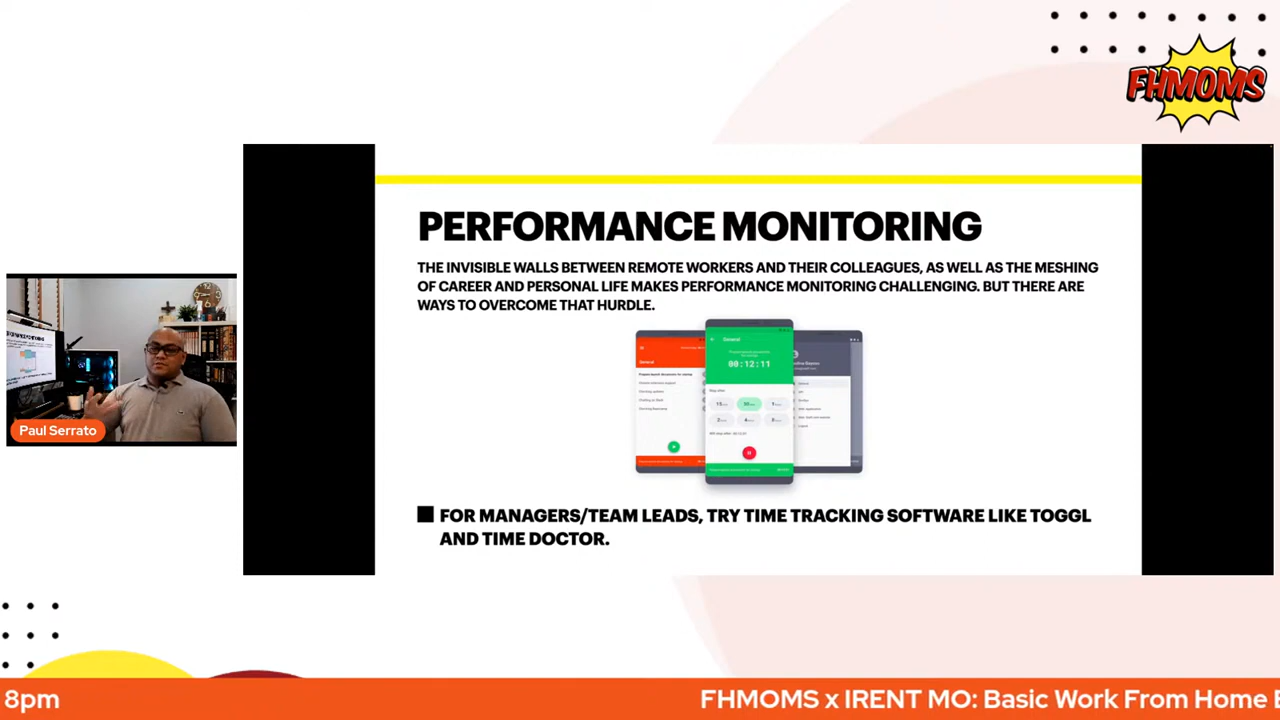 FHMOMS
PERFORMANCE MONITORING
THE INVISIBLE WALLS BETWEEN REMOTE WORKERS AND THEIR COLLEAGUES, AS WELL AS THE MESHING
OF CAREER AND PERSONAL LIFE MAKES PERFORMANCE MONITORING CHALLENGING. BUT THERE ARE
WAYS TO OVERCOME THAT HURDLE.
General
General
00:12:11
FOR MANAGERS/TEAM LEADS, TRY TIME TRACKING SOFTWARE LIKE TOGGL
AND TIME DOCTOR.
Paul Serrato
8pm
FHMOMS x IRENT MO: Basic Work From Home